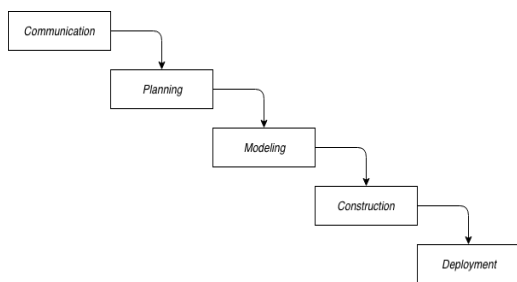 Communication
Planning
Modeling
Construction
Deployment